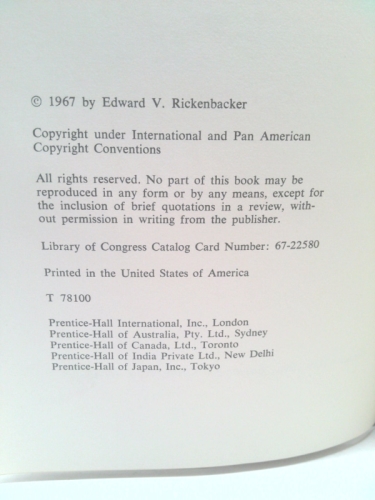 © 1967 by Edward V. Rickenbacker
Copyright under International and Pan American
Copyright Conventions
All rights reserved. No part of this book may be
reproduced in any form or by any means, except for
the inclusion of brief quotations in a review, with-
out permission in writing from the publisher.
Library of Congress Catalog Card Number: 67-22580
Printed in the United States of America
T 78100
Prentice-Hall International, Inc., London
Prentice-Hall of Australia, Pty. Ltd., Sydney
Prentice-Hall of Canada, Ltd., Toronto
Prentice-Hall of India Private Ltd., New Delhi
Prentice-Hall of Japan, Inc., Tokyo